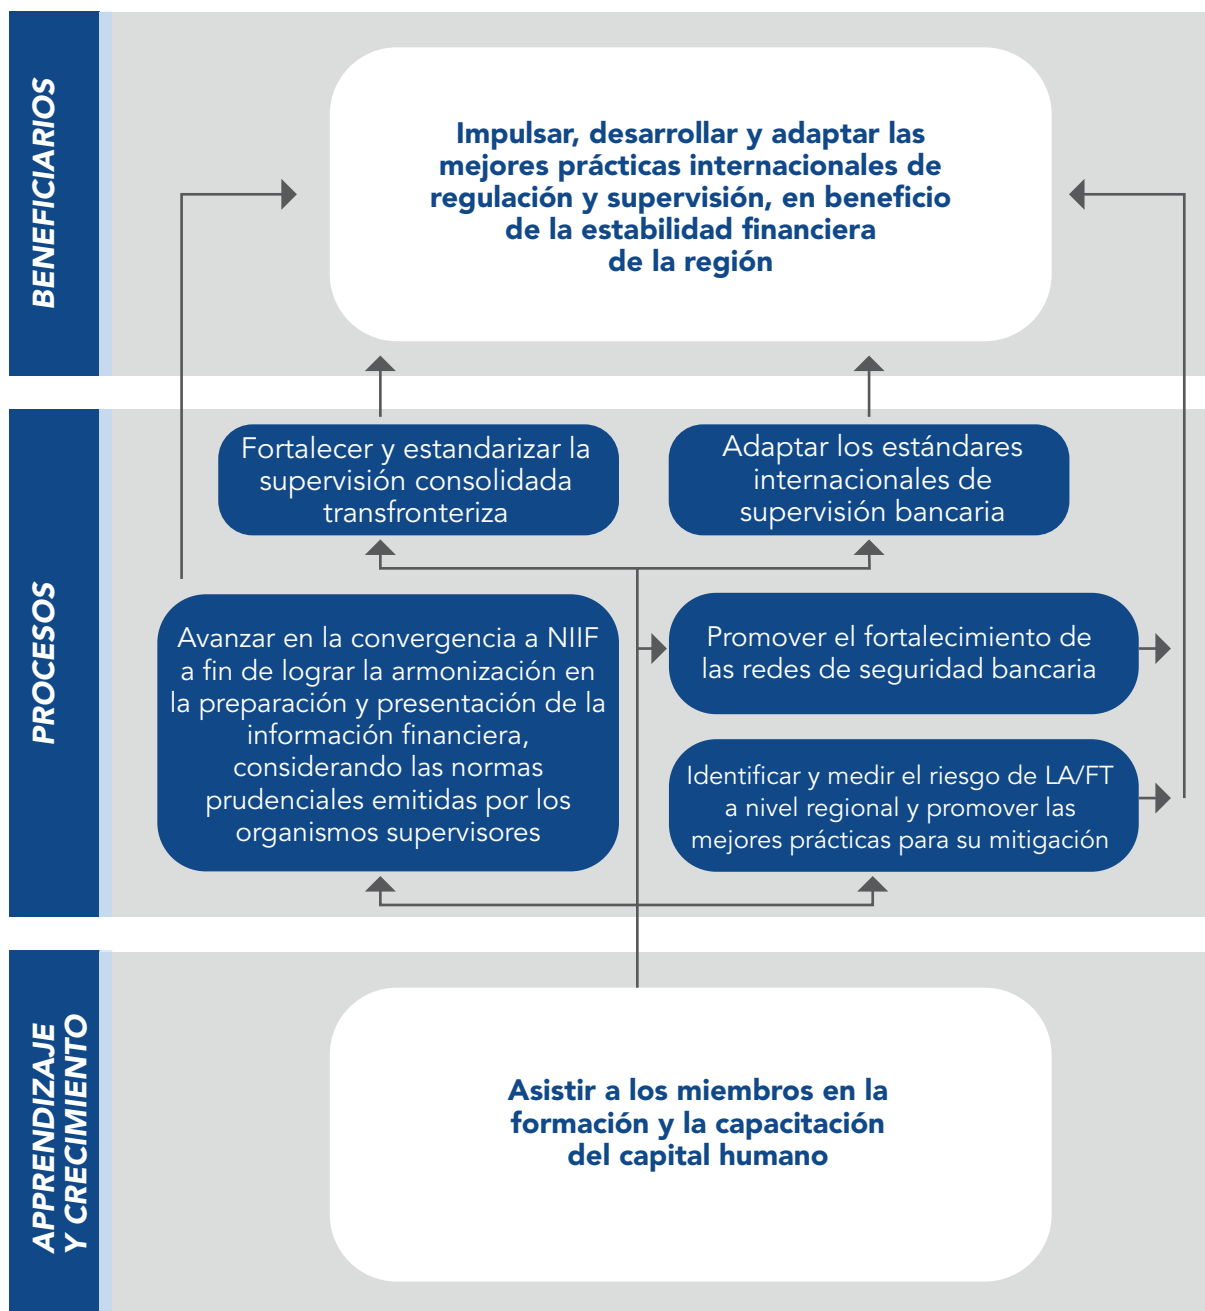 BENEFICIARIOS
Impulsar, desarrollar y adaptar las
mejores prácticas internacionales de
regulación y supervisión, en beneficio
de la estabilidad financiera
de la región
PROCESOS
Fortalecer y estandarizar la
supervisión consolidada
transfronteriza
Adaptar los estándares
internacionales de
supervisión bancaria
Avanzar en la convergencia a NIIF
a fin de lograr la armonización en
la preparación y presentación de la
información financiera,
considerando las normas
prudenciales emitidas por los
organismos supervisores
Promover el fortalecimiento de
las redes de seguridad bancaria
Identificar y medir el riesgo de LA/FT
a nivel regional y promover las
mejores prácticas para su mitigación
APPRENDIZAJE
Y CRECIMIENTO
Asistir a los miembros en la
formación y la capacitación
del capital humano